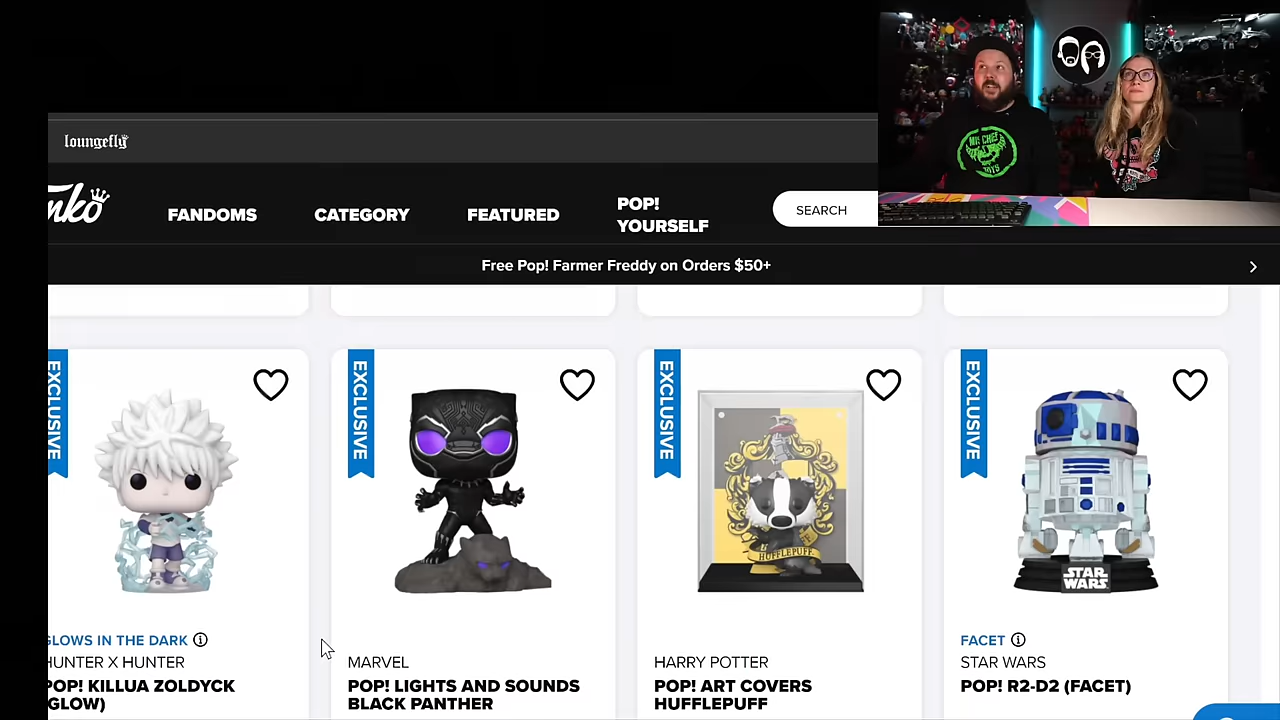 loungefly
nko
FANDOMS
CATEGORY
FEATURED
POP!
YOURSELF
SEARCH
Free Pop! Farmer Freddy on Orders $50+
EXCLUSIVE
EXCLUSIVE
EXCLUSIVE
EXCLUSIVE
HUFFLEPUFF
STAR
WARS
GLOWS IN THE DARK
HUNTER X HUNTER
POP! KILLUA ZOLDYCK
(GLOW)
MARVEL
POP! LIGHTS AND SOUNDS
BLACK PANTHER
HARRY POTTER
POP! ART COVERS
HUFFLEPUFF
FACET
STAR WARS
POP! R2-D2 (FACET)